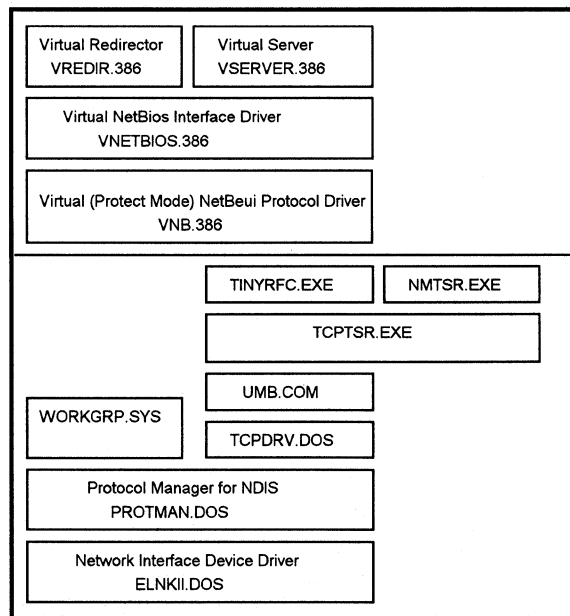 Virtual Redirector
VREDIR.386
Virtual Server
VSERVER.386
Virtual NetBios Interface Driver
VNETBIOS.386
Virtual (Protect Mode) NetBeui Protocol Driver
VNB.386
TINYRFC.EXE
NMTSR.EXE
TCPTSR.EXE
UMB.COM
WORKGRP.SYS
TCPDRV.DOS
Protocol Manager for NDIS
PROTMAN.DOS
Network Interface Device Driver
ELNKII.DOS